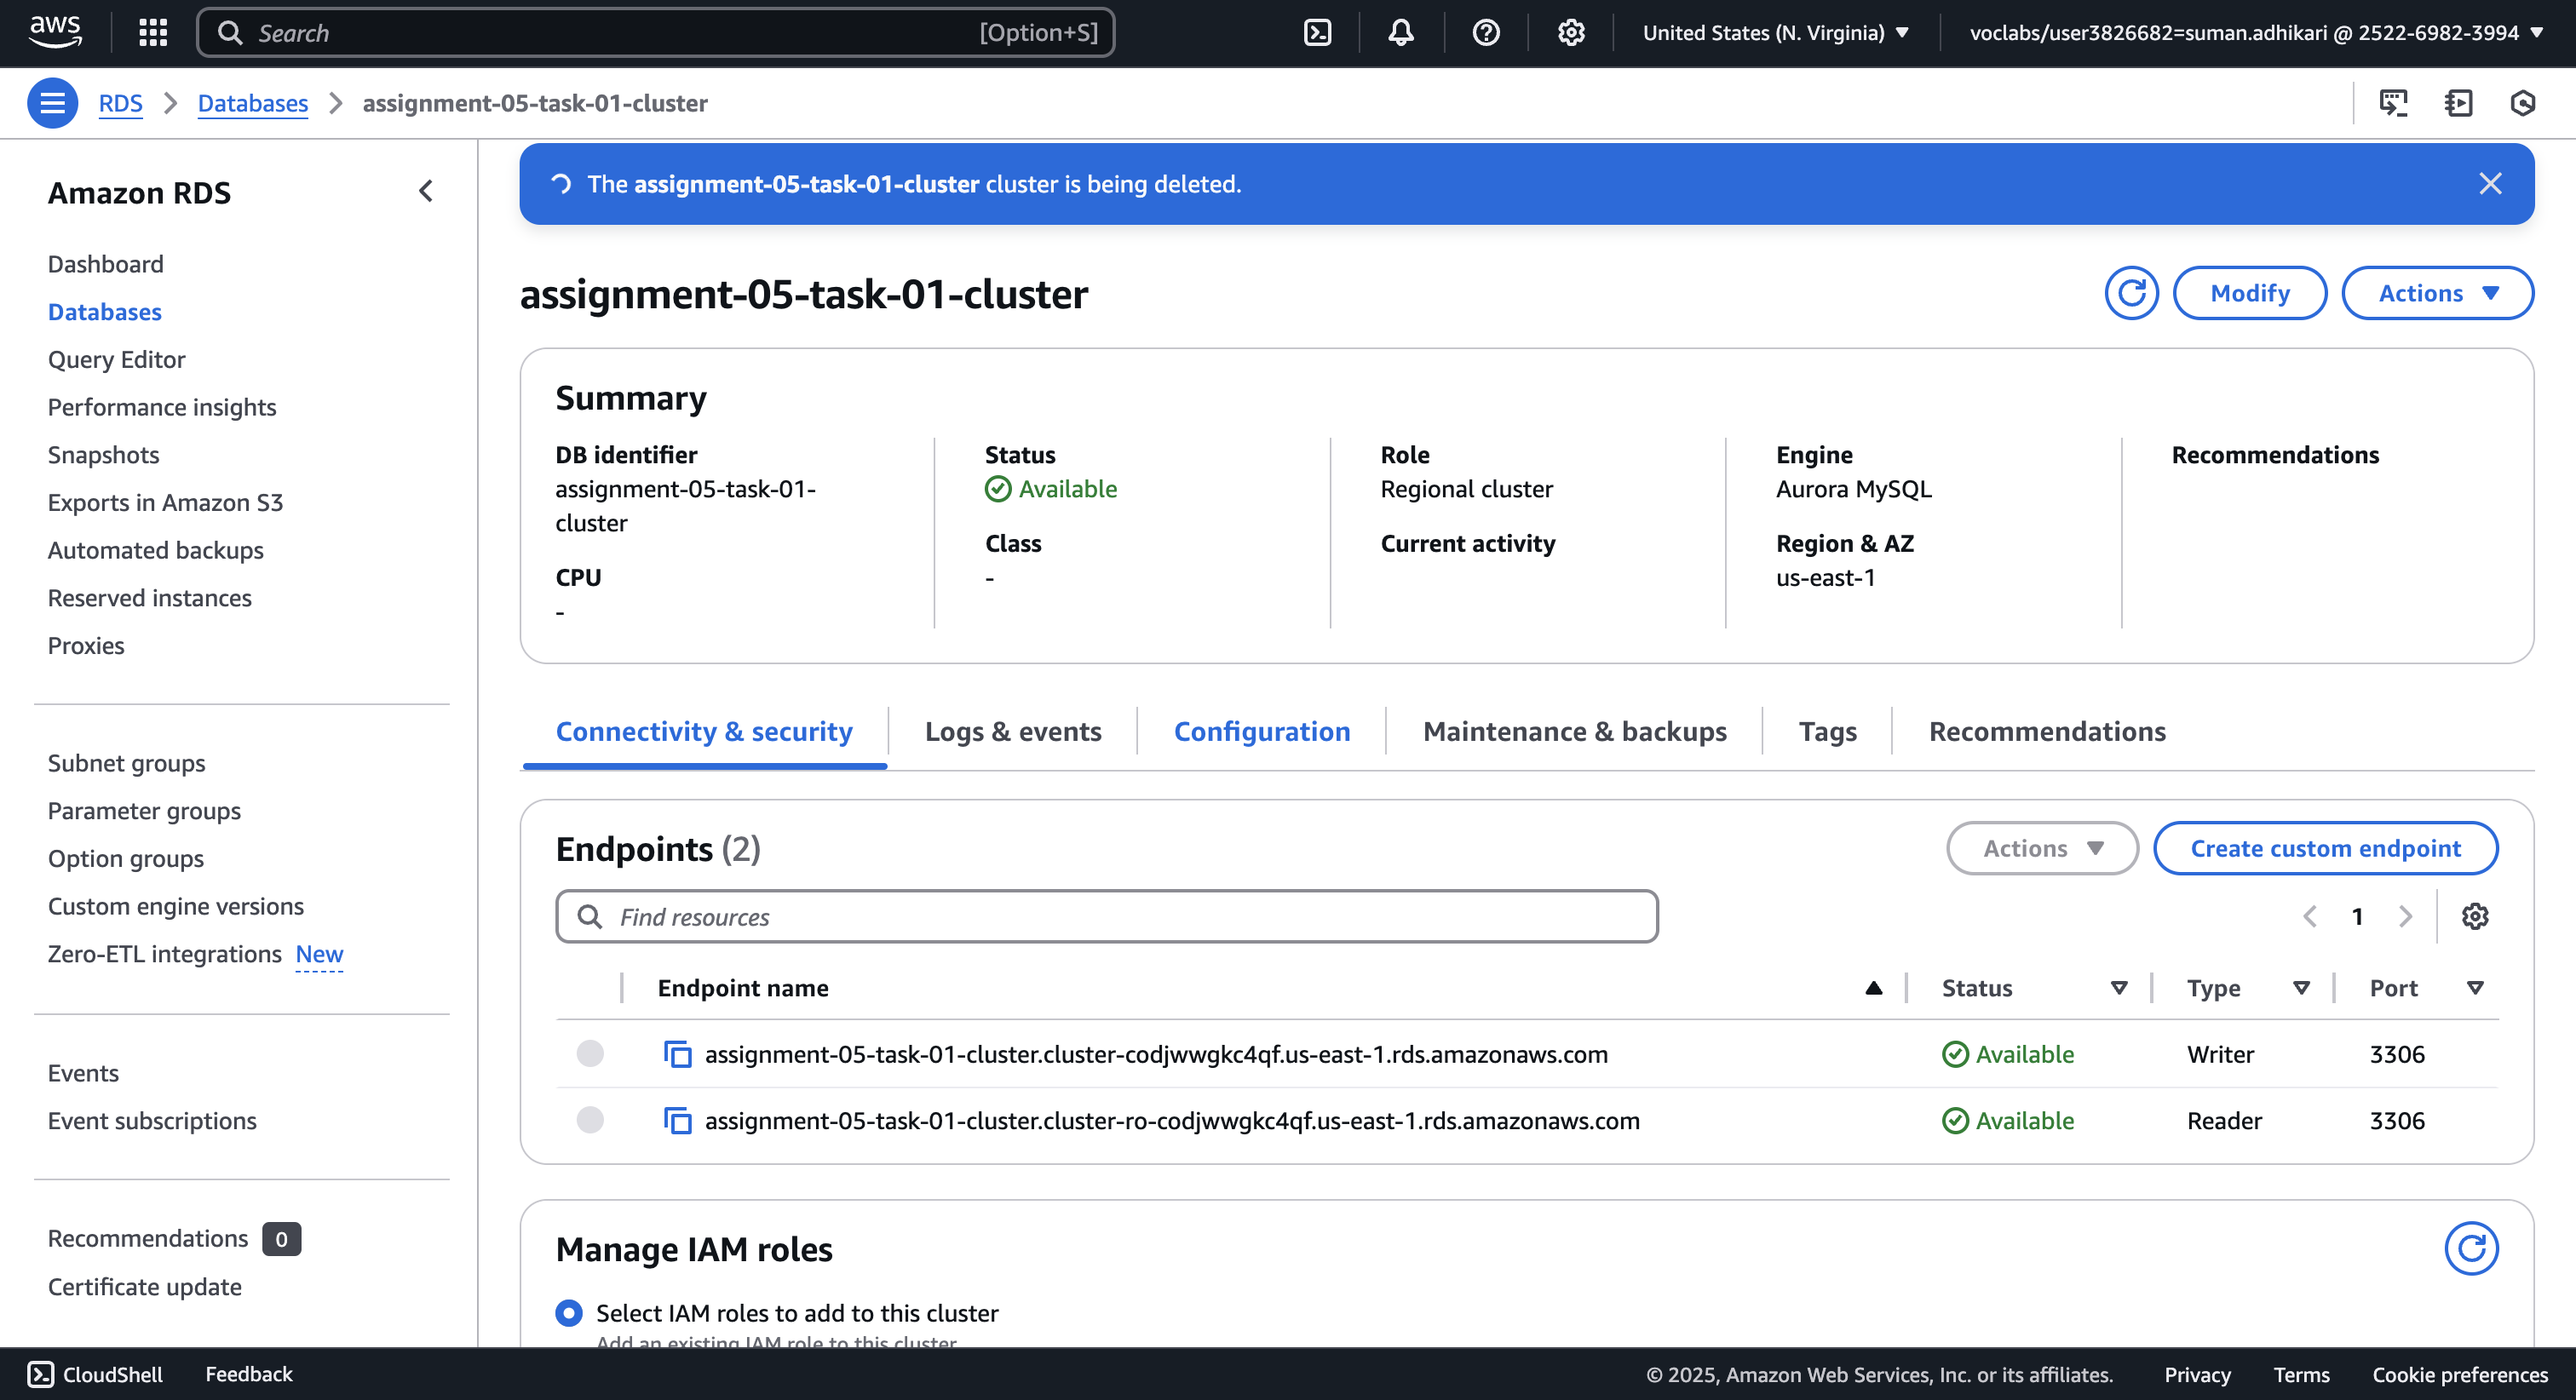 aws
Search [Option+S]
United States (N. Virginia)
voclabs/user3826682=suman.adhikari @ 2522-6982-3994
RDS
Databases
assignment-05-task-01-cluster
Amazon RDS
Dashboard
Databases
Query Editor
Performance insights
Snapshots
Exports in Amazon S3
Automated backups
Reserved instances
Proxies
Subnet groups
Parameter groups
Option groups
Custom engine versions
Zero-ETL integrations New
Events
Event subscriptions
Recommendations 0
Certificate update
The assignment-05-task-01-cluster cluster is being deleted.
assignment-05-task-01-cluster
Modify
Actions
Summary
DB identifier
assignment-05-task-01-
cluster
CPU
-
Status
Available
Class
-
Role
Regional cluster
Current activity
Engine
Aurora MySQL
Region & AZ
us-east-1
Recommendations
Connectivity & security
Logs & events
Configuration
Maintenance & backups
Tags
Recommendations
Endpoints (2)
Actions
Create custom endpoint
Find resources
1
Endpoint name Status Type Port
assignment-05-task-01-cluster.cluster-codjwwgkc4qf.us-east-1.rds.amazonaws.com Available Writer 3306
assignment-05-task-01-cluster.cluster-ro-codjwwgkc4qf.us-east-1.rds.amazonaws.com Available Reader 3306
Manage IAM roles
Select IAM roles to add to this cluster
Add an existing IAM role to this cluster
CloudShell
Feedback
© 2025, Amazon Web Services, Inc. or its affiliates.
Privacy
Terms
Cookie preferences